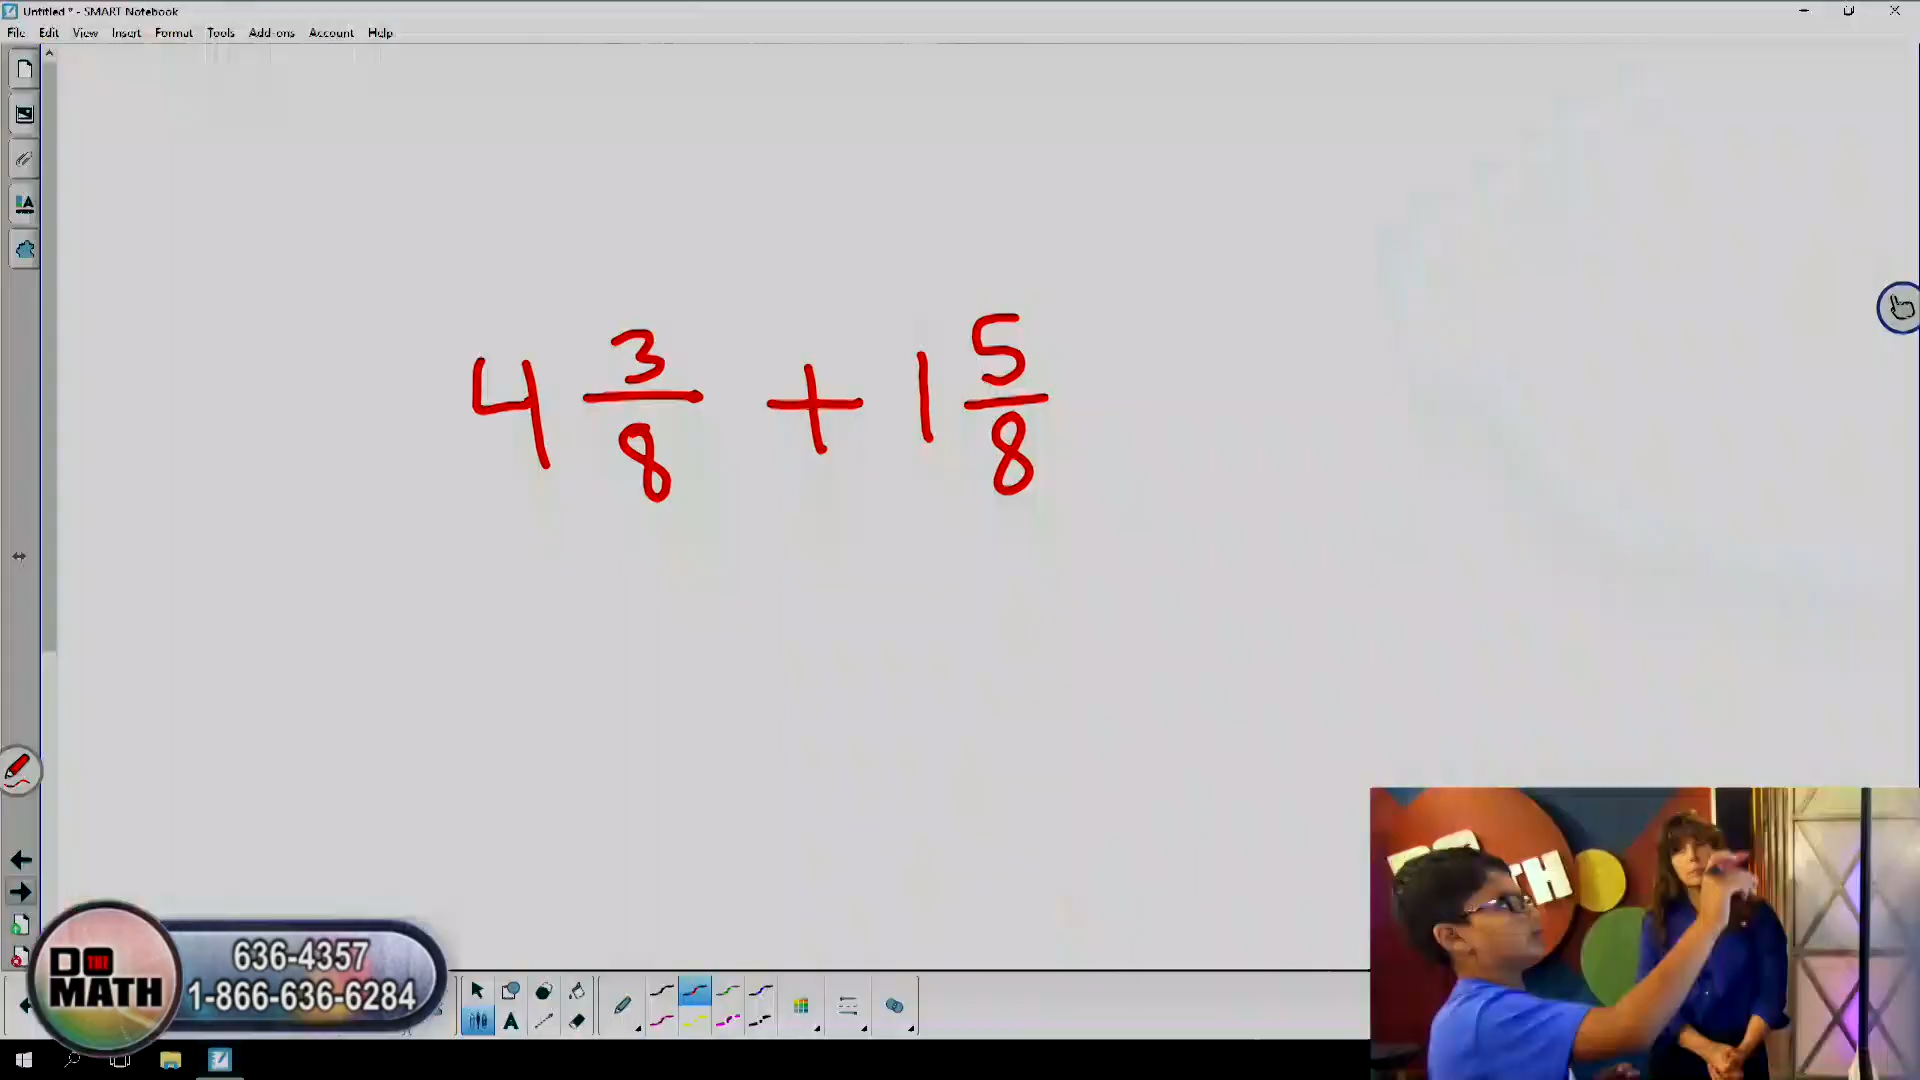 Untitled * - SMART Notebook
File Edit View Insert Format Tools Add-ons Account Help
4 3/8 + 1 5/8
DO THE MATH
636-4357
1-866-636-6284